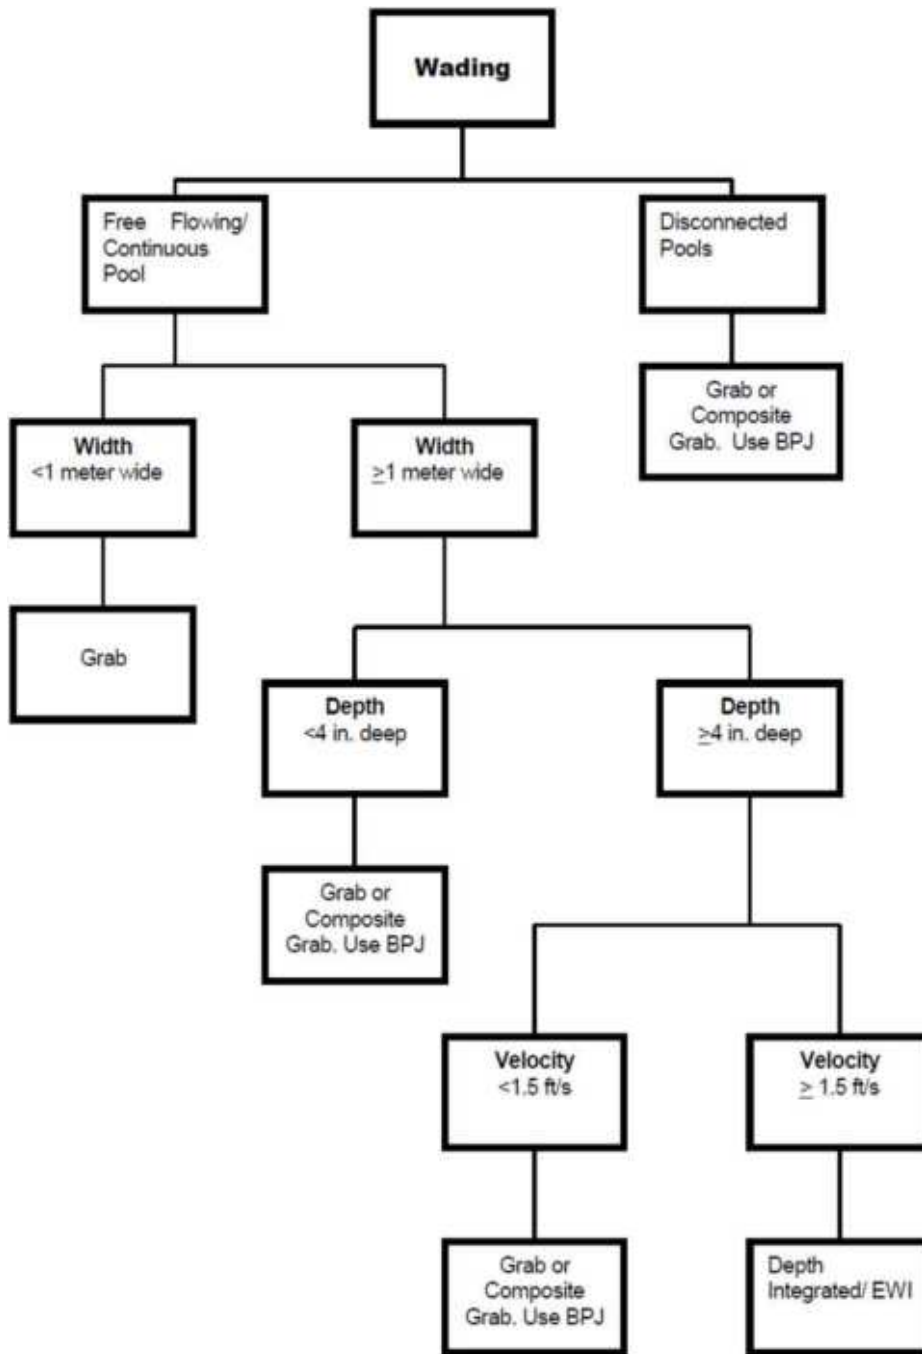 Wading
Free Flowing/
Continuous
Pool
Disconnected
Pools
Grab or
Composite
Grab. Use BPJ
Width
<1 meter wide
Width
≥1 meter wide
Grab
Depth
<4 in. deep
Depth
≥4 in. deep
Grab or
Composite
Grab. Use BPJ
Velocity
<1.5 ft/s
Velocity
≥ 1.5 ft/s
Grab or
Composite
Grab. Use BPJ
Depth
Integrated/ EWI